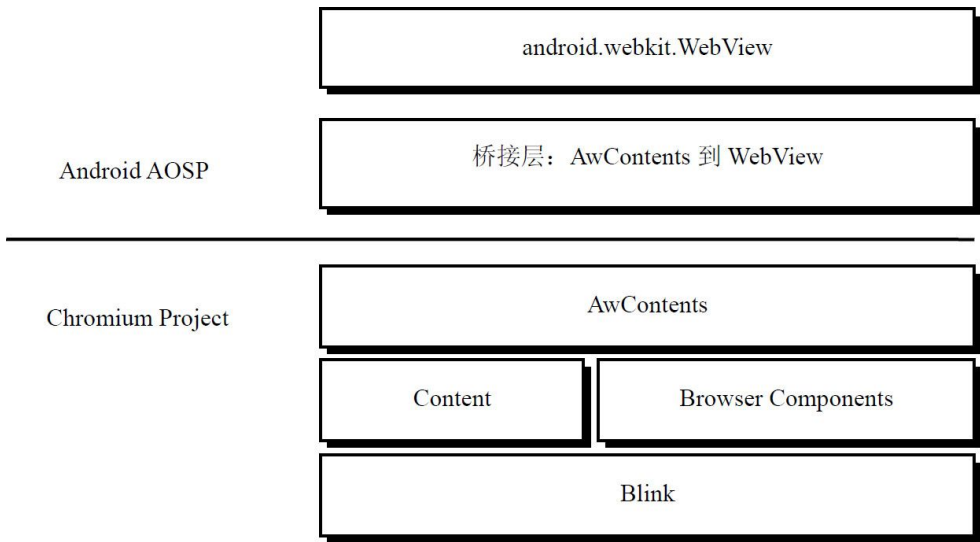 android.webkit.WebView
Android AOSP
桥接层：AwContents 到 WebView
Chromium Project
AwContents
Content
Browser Components
Blink